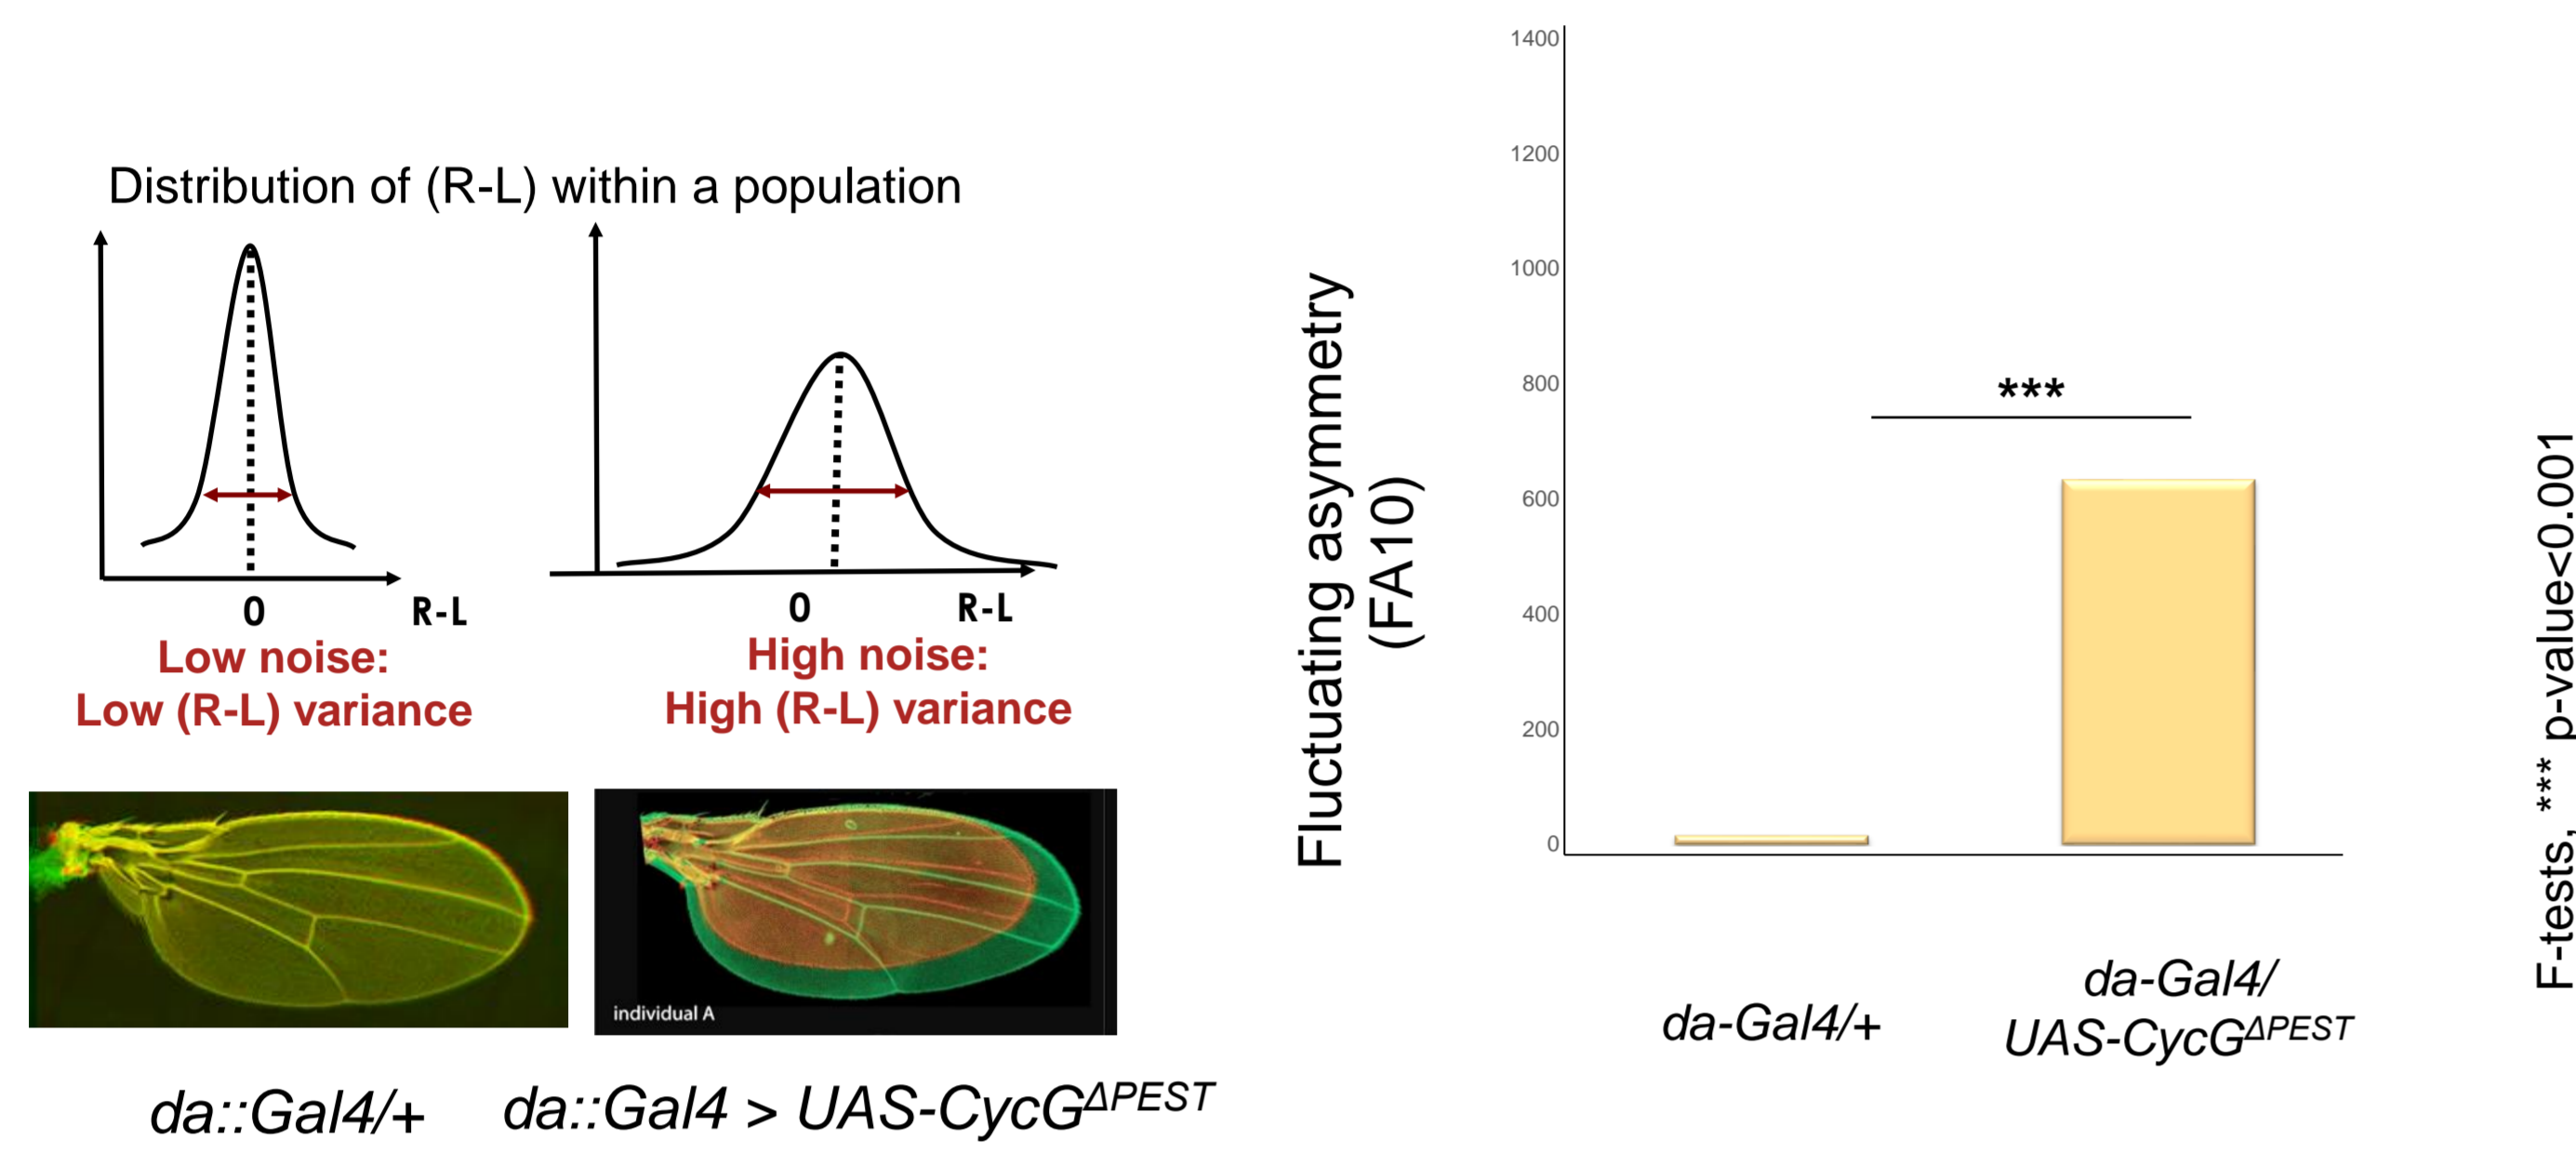 Distribution of (R-L) within a population
0
R-L
0
R-L
Low noise:
Low (R-L) variance
High noise:
High (R-L) variance
individual A
da::Gal4/+
da::Gal4 > UAS-CycGΔPEST
Fluctuating asymmetry
(FA10)
1400
1200
1000
800
600
400
200
0
***
da-Gal4/+
da-Gal4/
UAS-CycGΔPEST
F-tests, *** p-value<0.001